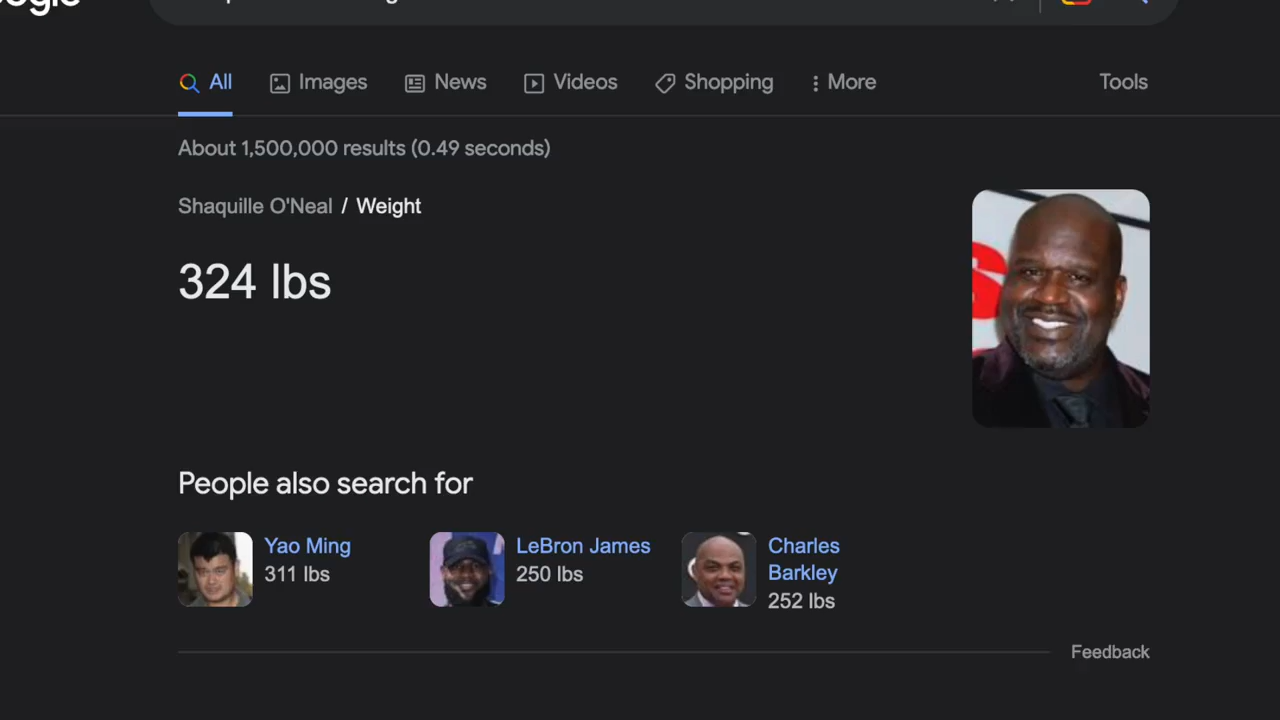 All Images News Videos Shopping More Tools
About 1,500,000 results (0.49 seconds)
Shaquille O'Neal / Weight
324 lbs
People also search for
Yao Ming
311 lbs
LeBron James
250 lbs
Charles
Barkley
252 lbs
Feedback